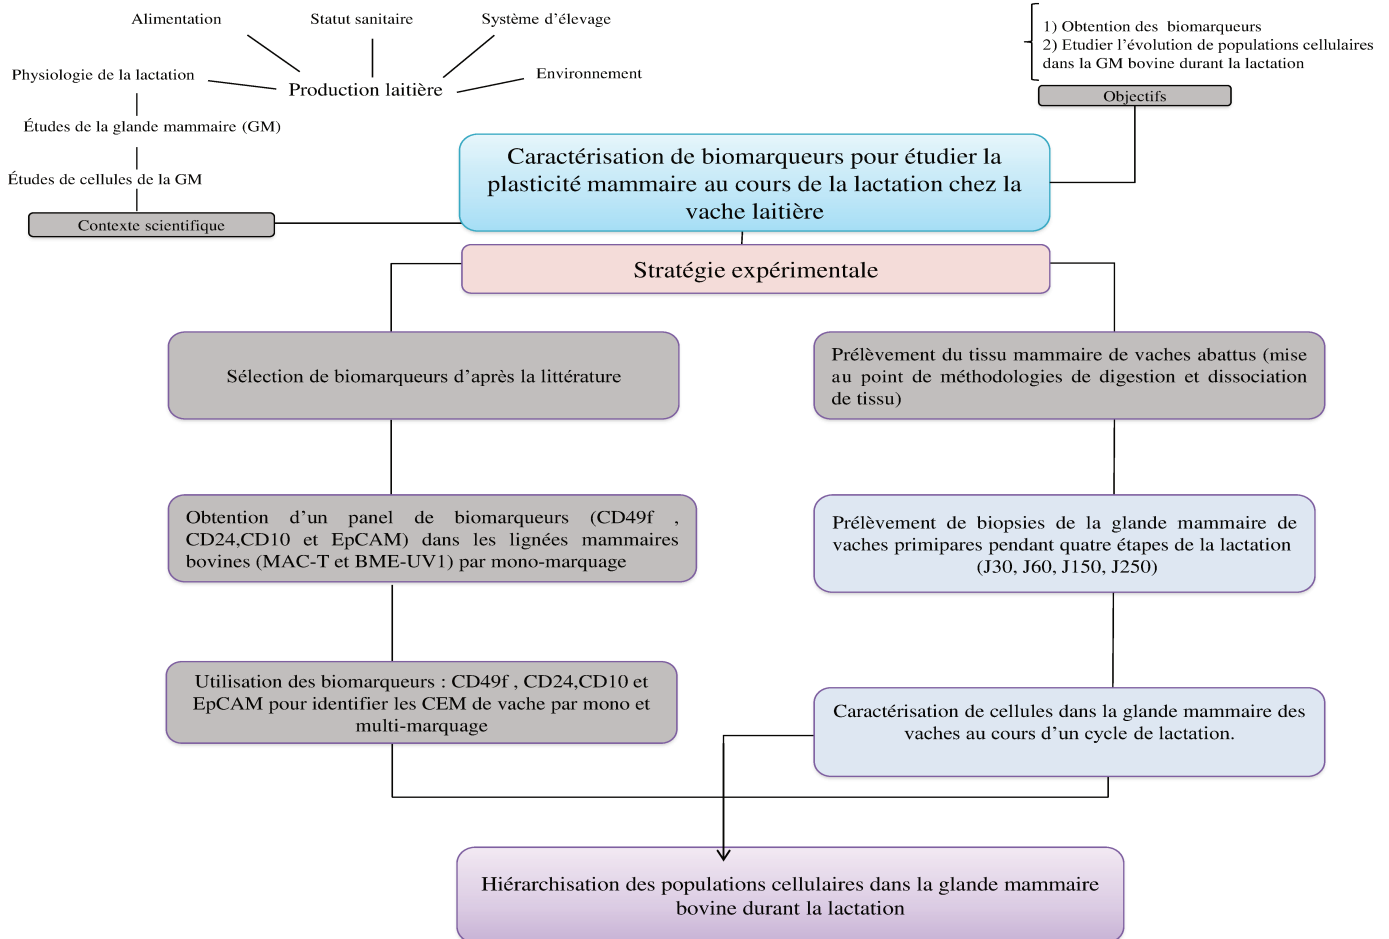 Alimentation
Statut sanitaire
Système d'élevage
Physiologie de la lactation
Production laitière
Environnement
Études de la glande mammaire (GM)
Études de cellules de la GM
Contexte scientifique
1) Obtention des biomarqueurs
2) Etudier l'évolution de populations cellulaires
dans la GM bovine durant la lactation
Objectifs
Caractérisation de biomarqueurs pour étudier la
plasticité mammaire au cours de la lactation chez la
vache laitière
Stratégie expérimentale
Sélection de biomarqueurs d'après la littérature
Obtention d'un panel de biomarqueurs (CD49f ,
CD24,CD10 et EpCAM) dans les lignées mammaires
bovines (MAC-T et BME-UV1) par mono-marquage
Utilisation des biomarqueurs : CD49f , CD24,CD10 et
EpCAM pour identifier les CEM de vache par mono et
multi-marquage
Prélèvement du tissu mammaire de vaches abattus (mise
au point de méthodologies de digestion et dissociation
de tissu)
Prélèvement de biopsies de la glande mammaire de
vaches primipares pendant quatre étapes de la lactation
(J30, J60, J150, J250)
Caractérisation de cellules dans la glande mammaire des
vaches au cours d'un cycle de lactation.
Hiérarchisation des populations cellulaires dans la glande mammaire
bovine durant la lactation